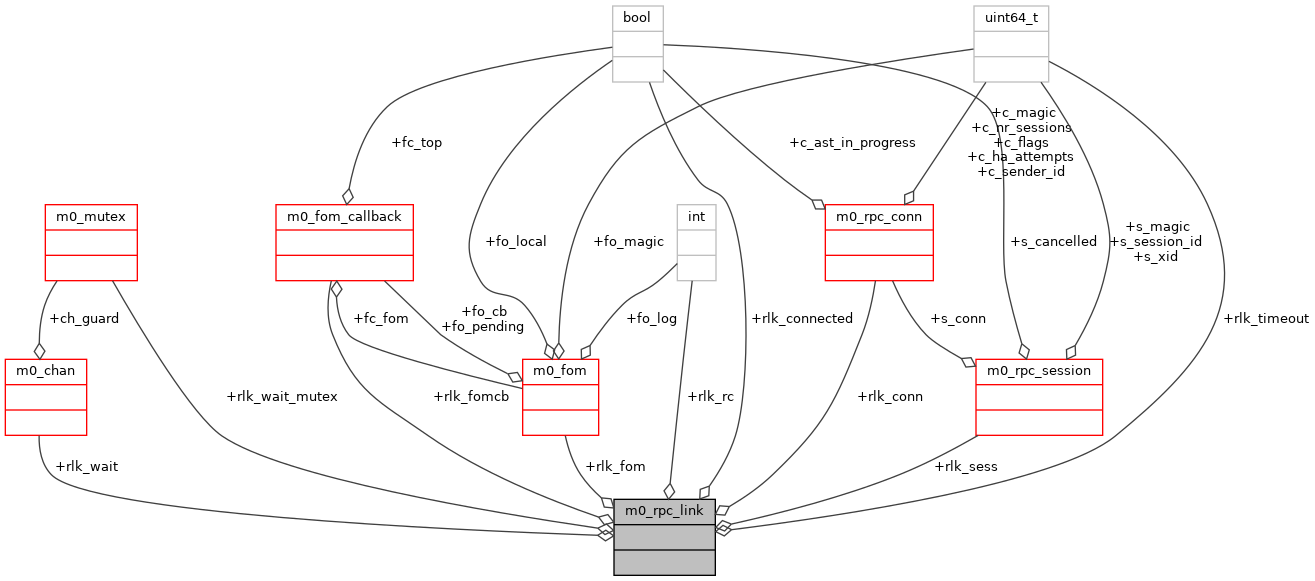 bool
uint64_t
+fc_top
+c_ast_in_progress
+c_magic
+c_nr_sessions
+c_flags
+c_ha_attempts
+c_sender_id
m0_mutex
m0_fom_callback
int
m0_rpc_conn
+fo_local
+fo_magic
+s_cancelled
+s_magic
+s_session_id
+s_xid
+ch_guard
+fc_fom
+fo_cb
+fo_pending
+fo_log
+rlk_connected
+s_conn
+rlk_timeout
m0_chan
m0_fom
m0_rpc_session
+rlk_wait_mutex
+rlk_fomcb
+rlk_rc
+rlk_conn
+rlk_wait
+rlk_fom
+rlk_sess
m0_rpc_link